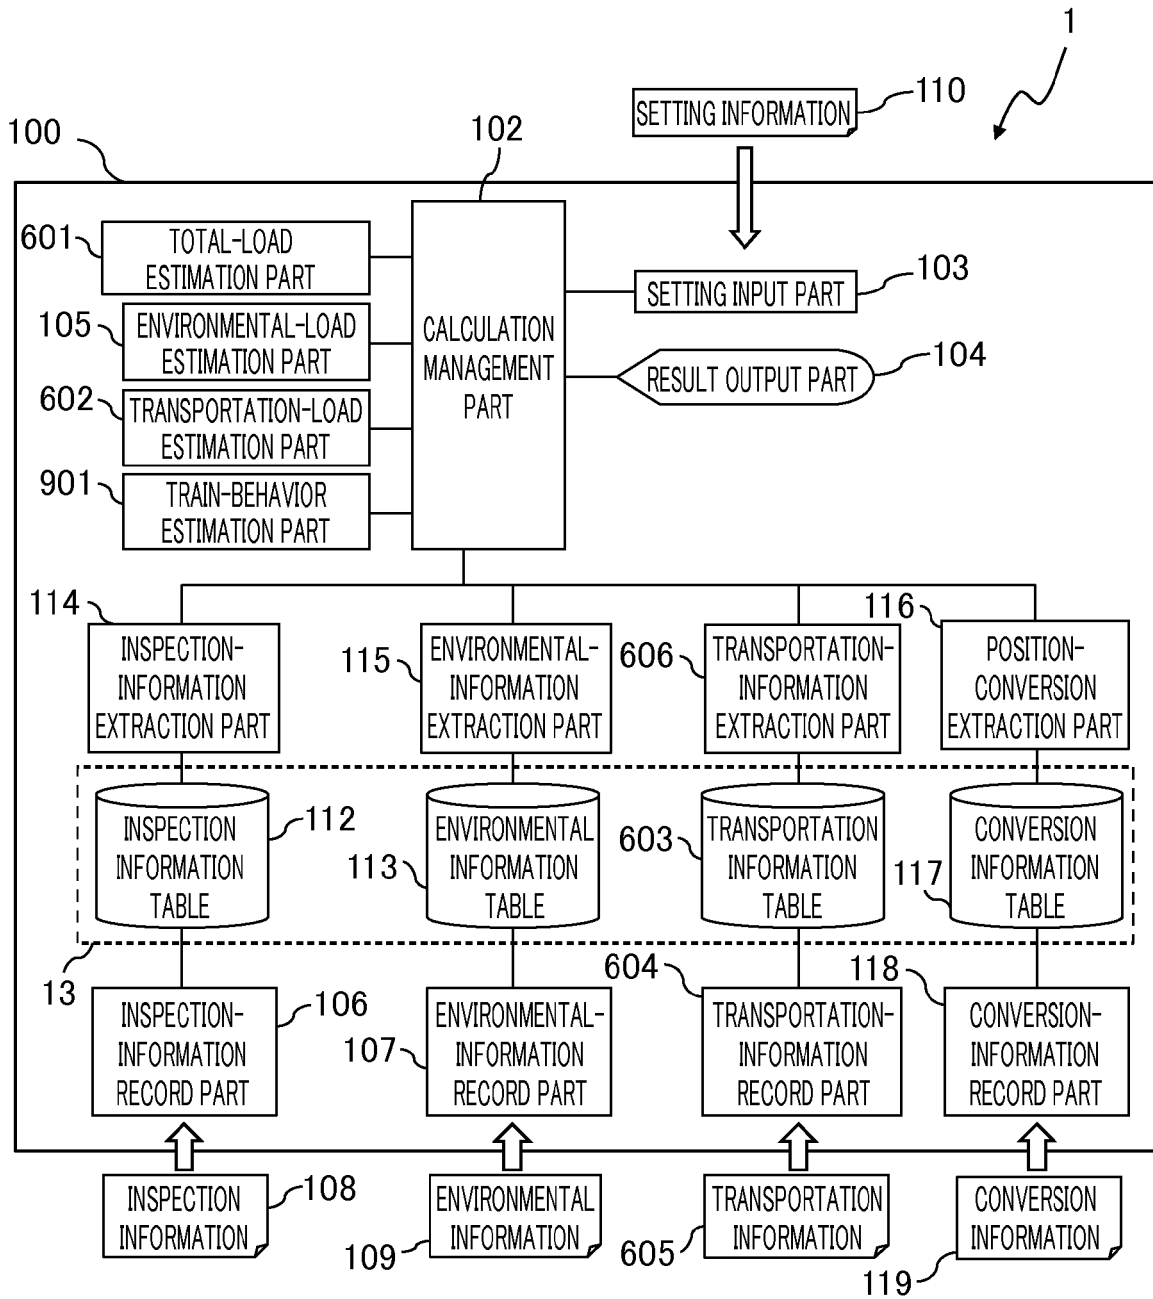 1
110
SETTING INFORMATION
100
102
601
TOTAL-LOAD
ESTIMATION PART
103
SETTING INPUT PART
105
ENVIRONMENTAL-LOAD
ESTIMATION PART
CALCULATION
MANAGEMENT
PART
104
RESULT OUTPUT PART
602
TRANSPORTATION-LOAD
ESTIMATION PART
901
TRAIN-BEHAVIOR
ESTIMATION PART
114
INSPECTION-
INFORMATION
EXTRACTION PART
115
ENVIRONMENTAL-
INFORMATION
EXTRACTION PART
606
TRANSPORTATION-
INFORMATION
EXTRACTION PART
116
POSITION-
CONVERSION
EXTRACTION PART
INSPECTION
INFORMATION
TABLE
112
113
ENVIRONMENTAL
INFORMATION
TABLE
603
TRANSPORTATION
INFORMATION
TABLE
117
CONVERSION
INFORMATION
TABLE
13
INSPECTION-
INFORMATION
RECORD PART
106
107
ENVIRONMENTAL-
INFORMATION
RECORD PART
604
TRANSPORTATION-
INFORMATION
RECORD PART
118
CONVERSION-
INFORMATION
RECORD PART
INSPECTION
INFORMATION
108
109
ENVIRONMENTAL
INFORMATION
605
TRANSPORTATION
INFORMATION
119
CONVERSION
INFORMATION